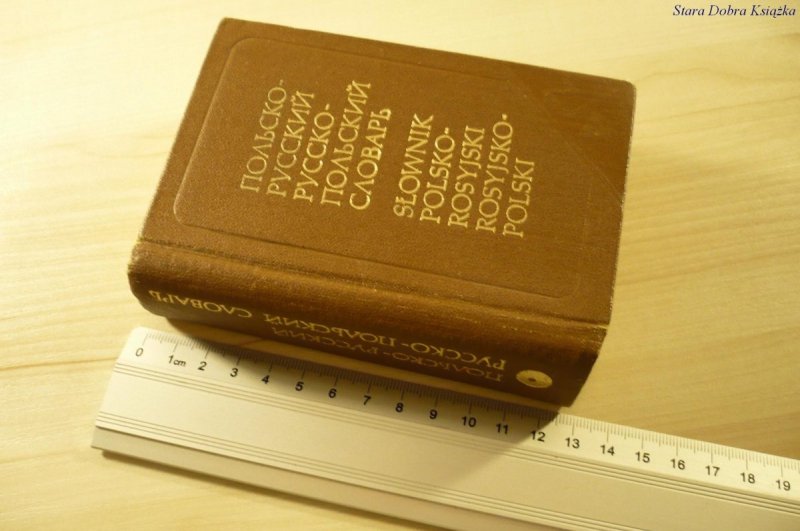 Stara Dobra Książka
ПОЛЬСКО-
РУССКИЙ
РУССКО-
ПОЛЬСКИЙ
СЛОВАРЬ
SŁOWNIK
POLSKO-
ROSYJSKI
ROSYJSKO-
POLSKI
ПОЛЬСКО-РУССКИЙ
РУССКО-ПОЛЬСКИЙ СЛОВАРЬ
0 1cm 2 3 4 5 6 7 8 9 10 11 12 13 14 15 16 17 18 19